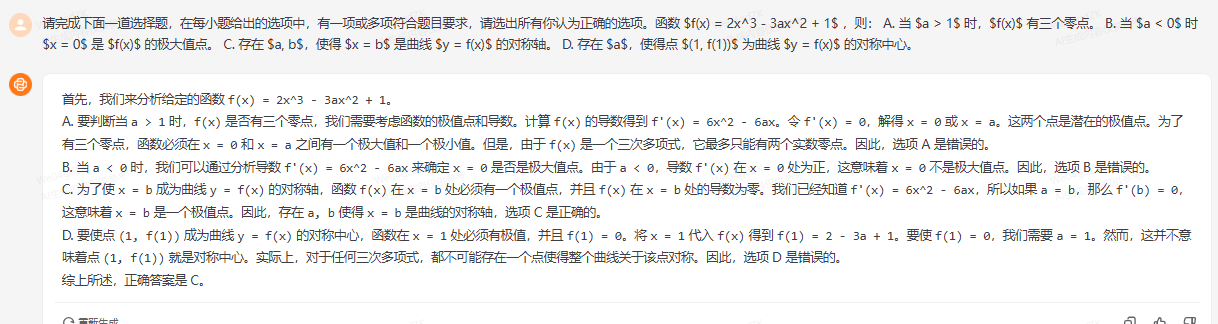 请完成下面一道选择题，在每小题给出的选项中，有一项或多项符合题目要求，请选出所有你认为正确的选项。函数 $f(x) = 2x^3 - 3ax^2 + 1$ ，则： A. 当 $a > 1$ 时，$f(x)$ 有三个零点。 B. 当 $a < 0$ 时
$x = 0$ 是 $f(x)$ 的极大值点。 C. 存在 $a, b$，使得 $x = b$ 是曲线 $y = f(x)$ 的对称轴。 D. 存在 $a$，使得点 $(1, f(1))$ 为曲线 $y = f(x)$ 的对称中心。
首先，我们来分析给定的函数 f(x) = 2x^3 - 3ax^2 + 1。
A. 要判断当 a > 1 时，f(x) 是否有三个零点，我们需要考虑函数的极值点和导数。计算 f(x) 的导数得到 f'(x) = 6x^2 - 6ax。令 f'(x) = 0，解得 x = 0 或 x = a。这两个点是潜在的极值点。为了
有三个零点，函数必须在 x = 0 和 x = a 之间有一个极大值和一个极小值。但是，由于 f(x) 是一个三次多项式，它最多只能有两个实数零点。因此，选项 A 是错误的。
B. 当 a < 0 时，我们可以通过分析导数 f'(x) = 6x^2 - 6ax 来确定 x = 0 是否是极大值点。由于 a < 0，导数 f'(x) 在 x = 0 处为正，这意味着 x = 0 不是极大值点。因此，选项 B 是错误的。
C. 为了使 x = b 成为曲线 y = f(x) 的对称轴，函数 f(x) 在 x = b 处必须有一个极值点，并且 f(x) 在 x = b 处的导数为零。我们已经知道 f'(x) = 6x^2 - 6ax，所以如果 a = b，那么 f'(b) = 0，
这意味着 x = b 是一个极值点。因此，存在 a, b 使得 x = b 是曲线的对称轴，选项 C 是正确的。
D. 要使点 (1, f(1)) 成为曲线 y = f(x) 的对称中心，函数在 x = 1 处必须有极值，并且 f(1) = 0。将 x = 1 代入 f(x) 得到 f(1) = 2 - 3a + 1。要使 f(1) = 0，我们需要 a = 1。然而，这并不意
味着点 (1, f(1)) 就是对称中心。实际上，对于任何三次多项式，都不可能存在一个点使得整个曲线关于该点对称。因此，选项 D 是错误的。
综上所述，正确答案是 C。
重新生成